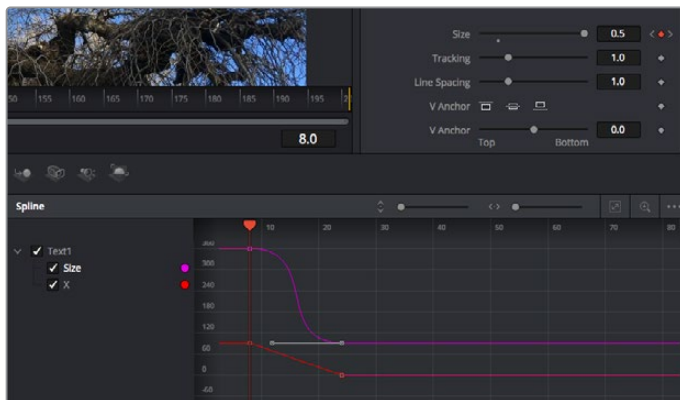 Size 0.5
Tracking 1.0
Line Spacing 1.0
V Anchor
V Anchor 0.0
Top Bottom
50 155 160 165 170 175 180 185 190 195
8.0
Spline
10 20 30 40 50 60 70 80
Text1
Size
X
300
240
180
120
60
0
-60